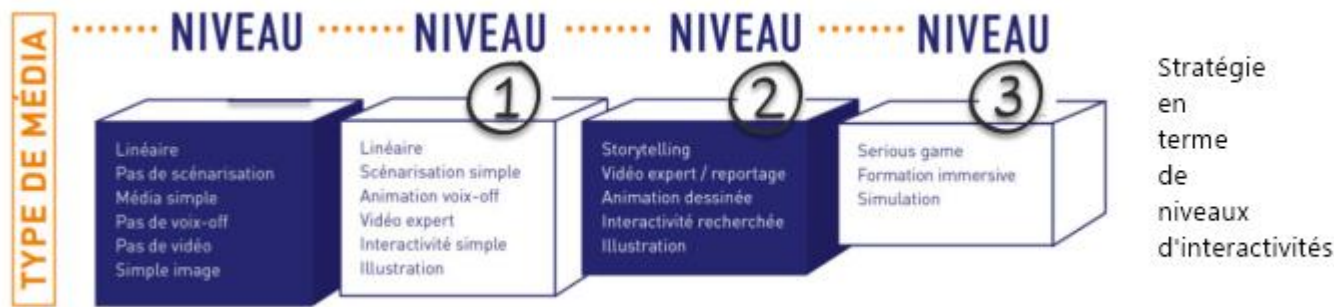 TYPE DE MÉDIA
NIVEAU
NIVEAU
NIVEAU
NIVEAU
1
2
3
Linéaire
Pas de scénarisation
Média simple
Pas de voix-off
Pas de vidéo
Simple image
Linéaire
Scénarisation simple
Animation voix-off
Vidéo expert
Interactivité simple
Illustration
Storytelling
Vidéo expert / reportage
Animation dessinée
Interactivité recherchée
Illustration
Serious game
Formation immersive
Simulation
Stratégie
en
terme
de
niveaux
d'interactivités